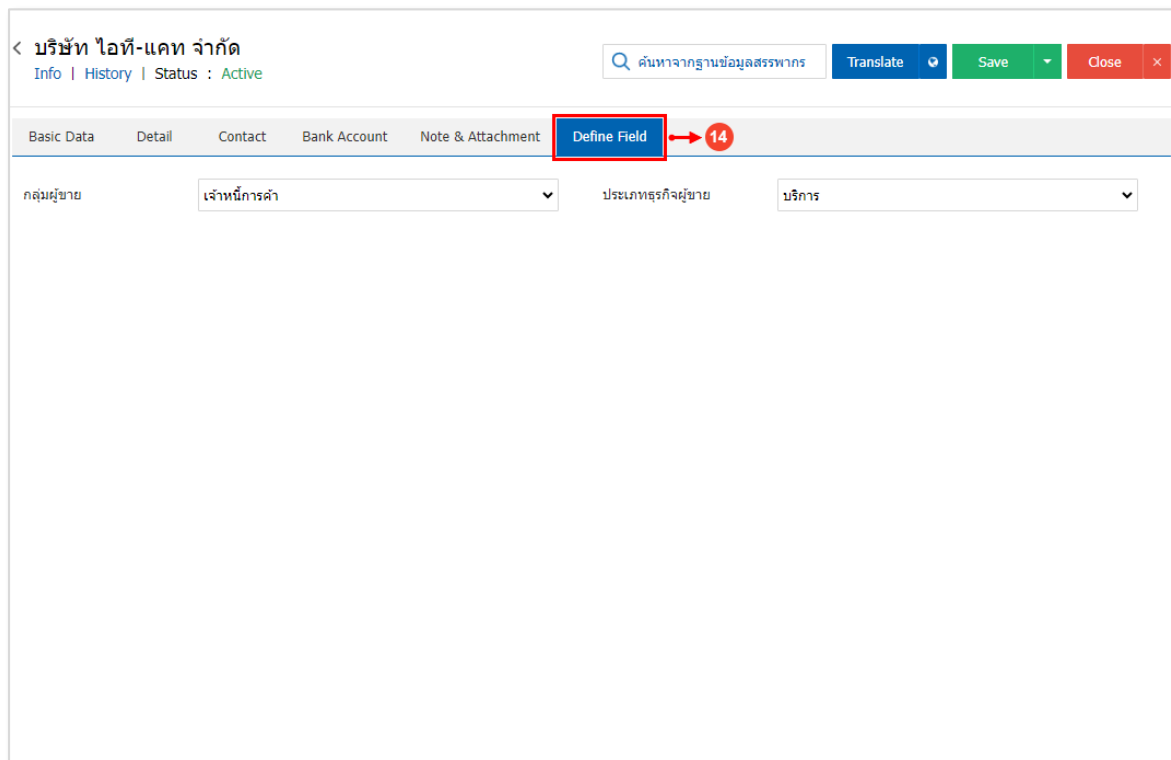 บริษัท ไอที-แคท จำกัด
Info | History | Status : Active
ค้นหาจากฐานข้อมูลสรรพากร
Translate
Save
Close ×
Basic Data Detail Contact Bank Account Note & Attachment Define Field 14
กลุ่มผู้ขาย เจ้าหนี้การค้า ประเภทธุรกิจผู้ขาย บริการ